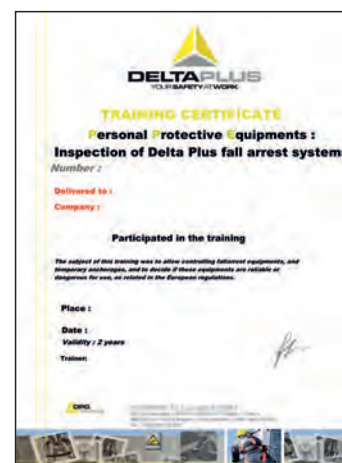 DELTAPLUS
YOUR SAFETY AT WORK
TRAINING CERTIFICATE
Personal Protective Equipments :
Inspection of Delta Plus fall arrest system
Number :
Delivered to :
Company :
Participated in the training
The subject of this training was to allow controlling fallarrest equipments, and
temporary anchorages, and to decide if these equipments are reliable or
dangerous for use, as related in the European regulations.
Place :
Date :
Validity : 2 years
Trainer:
DPG